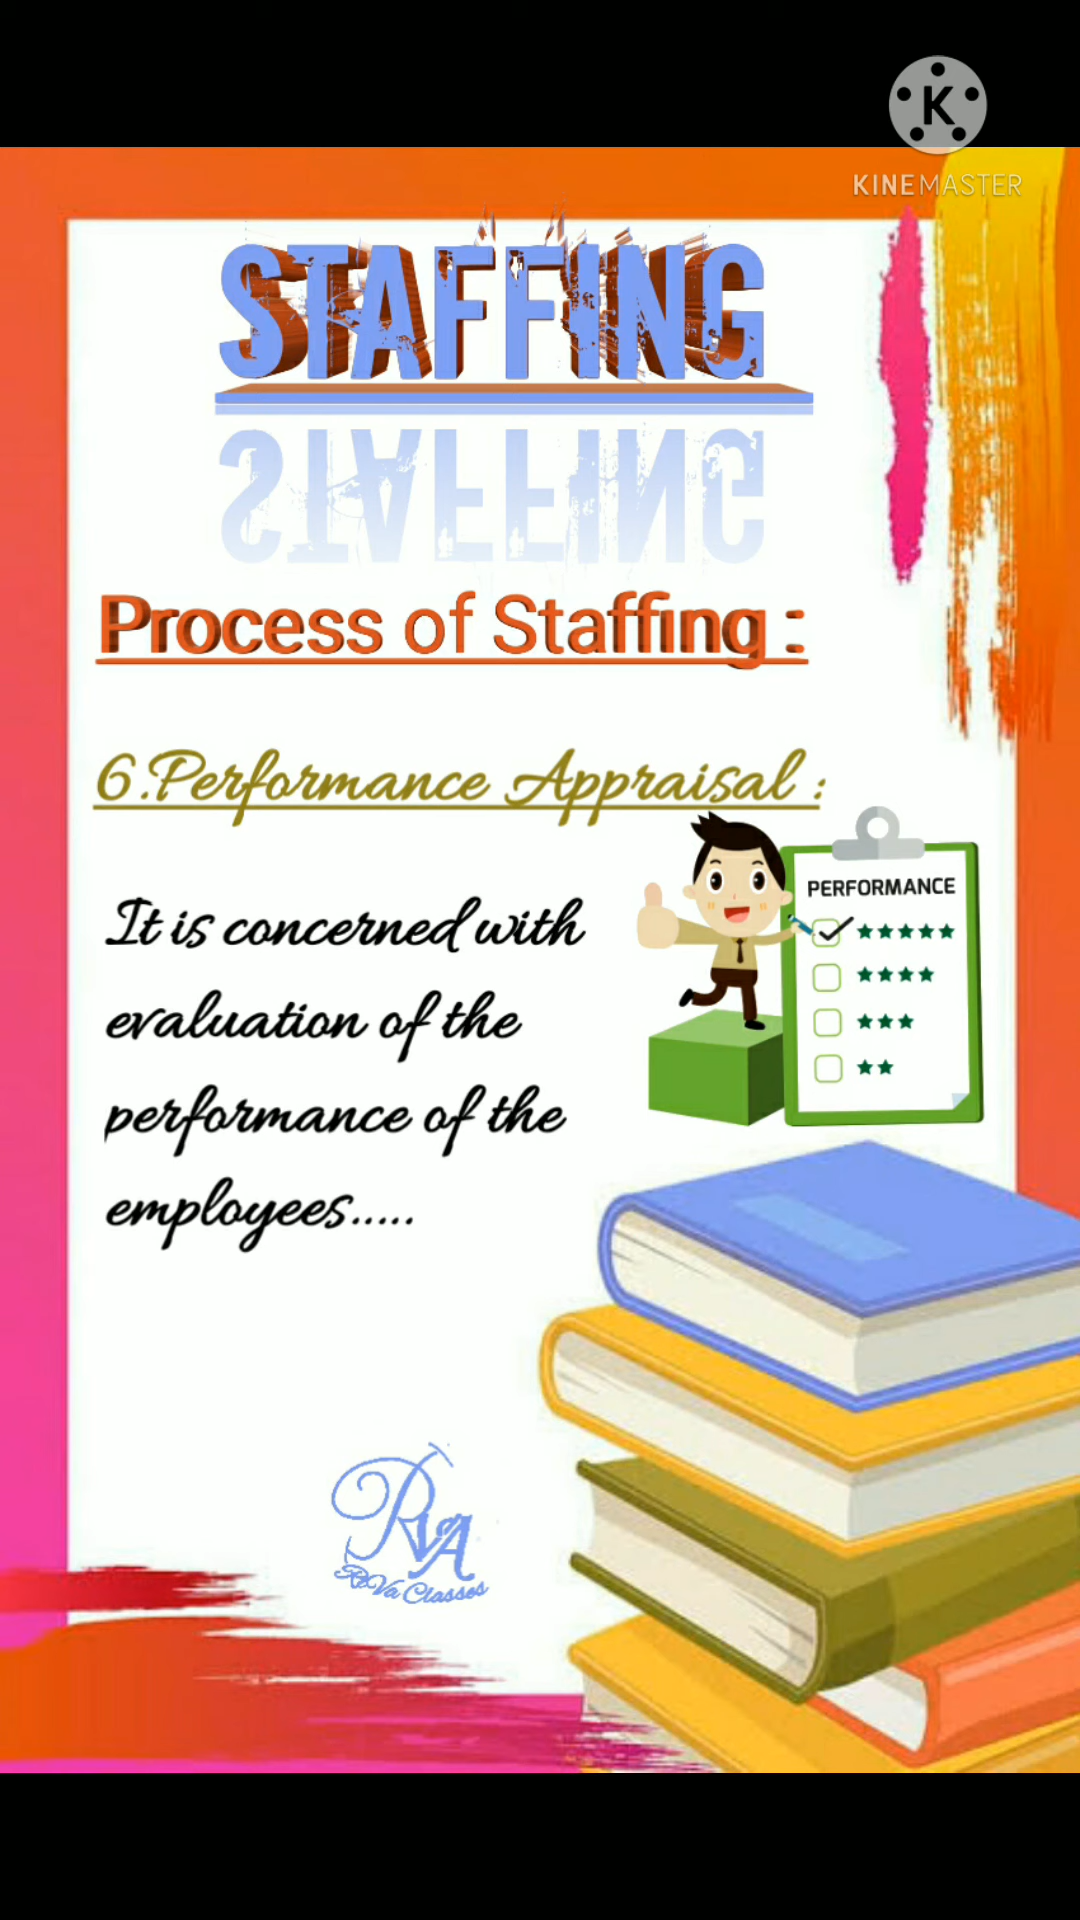 K
KINEMASTER
STAFFING
STAFFING
Process of Staffing :
6.Performance Appraisal :
PERFORMANCE
It is concerned with
evaluation of the
performance of the
employees.....
RVA
ReVa Classes